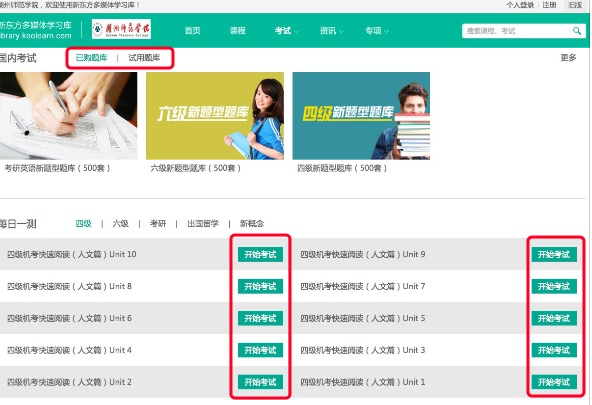 湖州师范学院，欢迎使用新东方多媒体学习库！
个人登录 | 注册 旧版
新东方多媒体学习库
library.koolearn.com
湖州师范学院
首页 课程 考试 资讯 专项
搜索课程、考试
国内考试 已购题库 | 试用题库 更多
六级新题型题库
四级新题型题库
考研英语新题型题库（500套）
六级新题型题库（500套）
四级新题型题库（500套）
每日一测 四级 | 六级 | 考研 | 出国留学 | 新概念
四级机考快速阅读（人文篇）Unit 10 开始考试 四级机考快速阅读（人文篇）Unit 9 开始考试
四级机考快速阅读（人文篇）Unit 8 开始考试 四级机考快速阅读（人文篇）Unit 7 开始考试
四级机考快速阅读（人文篇）Unit 6 开始考试 四级机考快速阅读（人文篇）Unit 5 开始考试
四级机考快速阅读（人文篇）Unit 4 开始考试 四级机考快速阅读（人文篇）Unit 3 开始考试
四级机考快速阅读（人文篇）Unit 2 开始考试 四级机考快速阅读（人文篇）Unit 1 开始考试